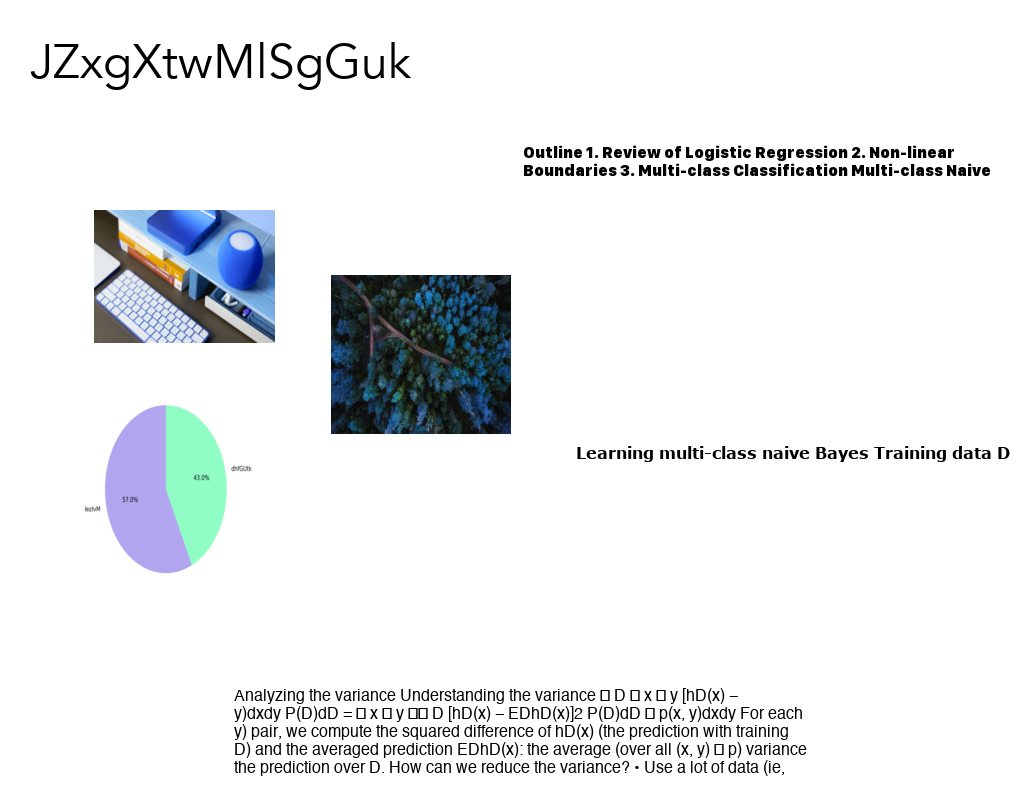 JZxgXtwMlSgGuk
Outline 1. Review of Logistic Regression 2. Non-linear
Boundaries 3. Multi-class Classification Multi-class Naive
dhfGUtk
43.0%
57.0%
lezIvM
Learning multi-class naive Bayes Training data D
Analyzing the variance Understanding the variance □ D □ x □ y [hD(x) –
y)dxdy P(D)dD = □ x □ y □□ D [hD(x) – EDhD(x)]2 P(D)dD □ p(x, y)dxdy For each
y) pair, we compute the squared difference of hD(x) (the prediction with training
D) and the averaged prediction EDhD(x): the average (over all (x, y) □ p) variance
the prediction over D. How can we reduce the variance? • Use a lot of data (ie,